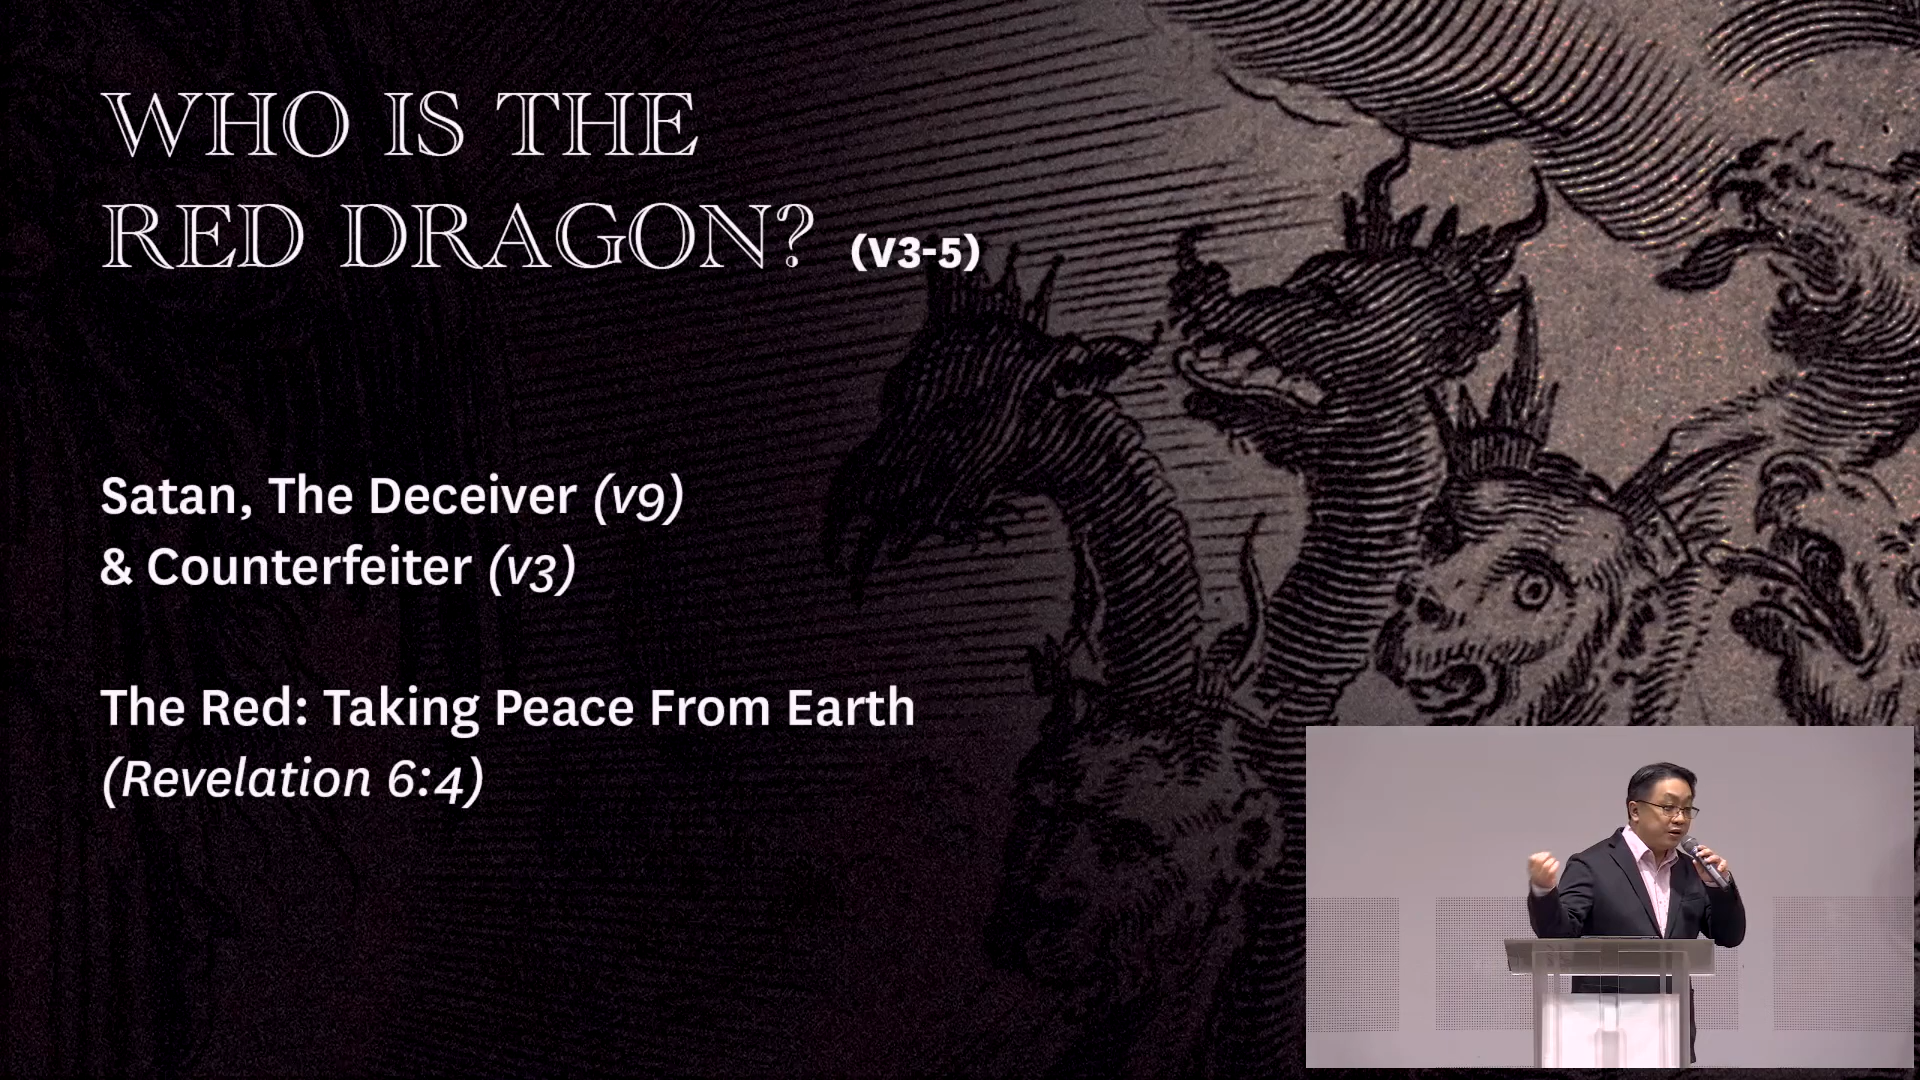 WHO IS THE
RED DRAGON? (V3-5)
Satan, The Deceiver (v9)
& Counterfeiter (v3)
The Red: Taking Peace From Earth
(Revelation 6:4)